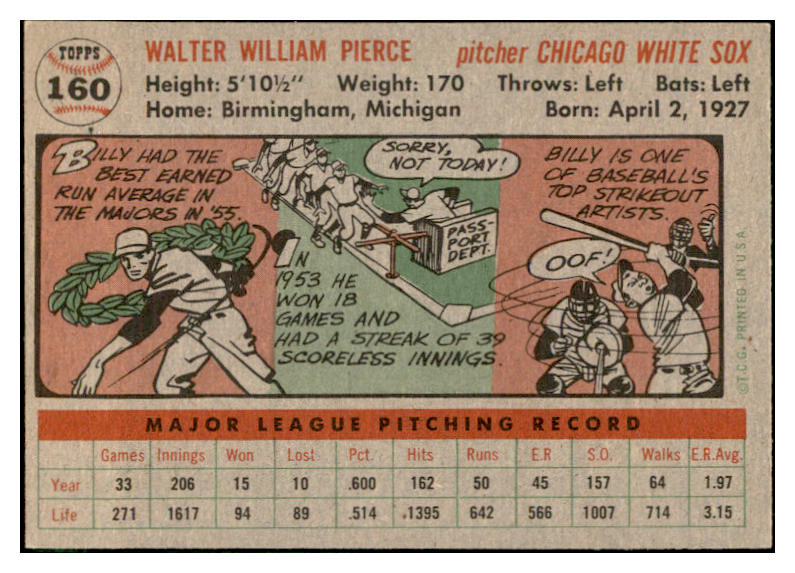 TOPPS
160
WALTER WILLIAM PIERCE pitcher CHICAGO WHITE SOX
Height: 5'10½" Weight: 170 Throws: Left Bats: Left
Home: Birmingham, Michigan Born: April 2, 1927
BILLY HAD THE
BEST EARNED
RUN AVERAGE IN
THE MAJORS IN '55.
SORRY,
NOT TODAY!
PASS-
PORT
DEPT.
IN
1953 HE
WON 18
GAMES AND
HAD A STREAK OF 39
SCORELESS INNINGS.
BILLY IS ONE
OF BASEBALL'S
TOP STRIKEOUT
ARTISTS.
OOF!
©T.C.G. PRINTED IN U.S.A.
MAJOR LEAGUE PITCHING RECORD
Games Innings Won Lost Pct. Hits Runs E.R S.O. Walks E.R.Avg.
Year 33 206 15 10 .600 162 50 45 157 64 1.97
Life 271 1617 94 89 .514 .1395 642 566 1007 714 3.15